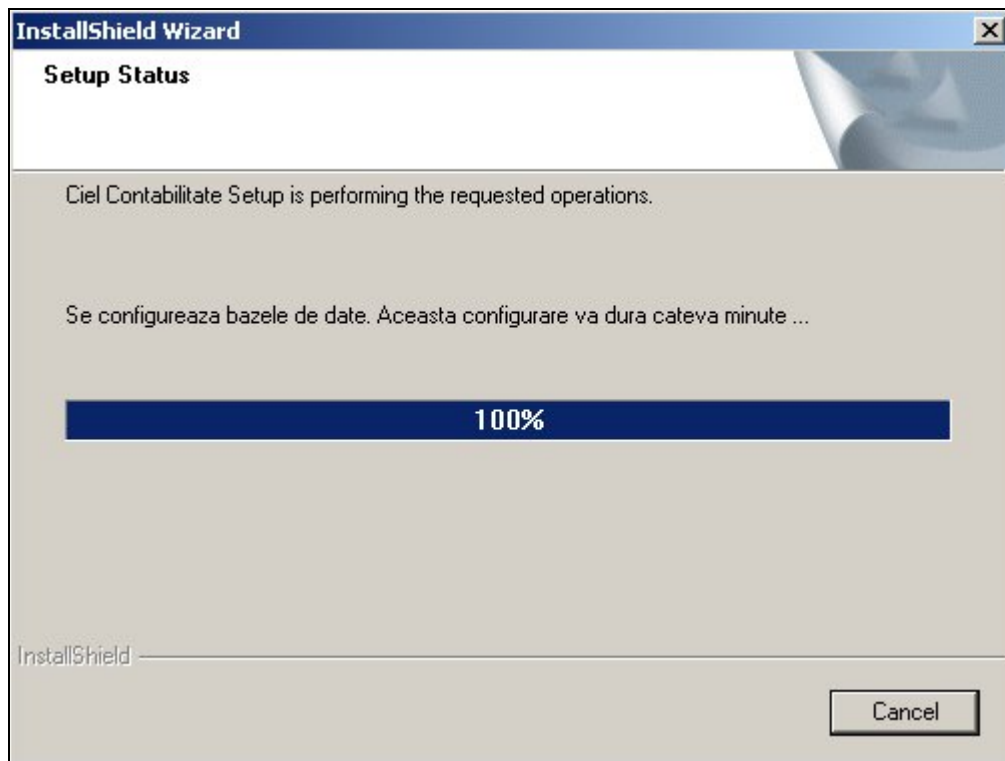 InstallShield Wizard
Setup Status
Ciel Contabilitate Setup is performing the requested operations.
Se configureaza bazele de date. Aceasta configurare va dura cateva minute ...
100%
InstallShield
Cancel